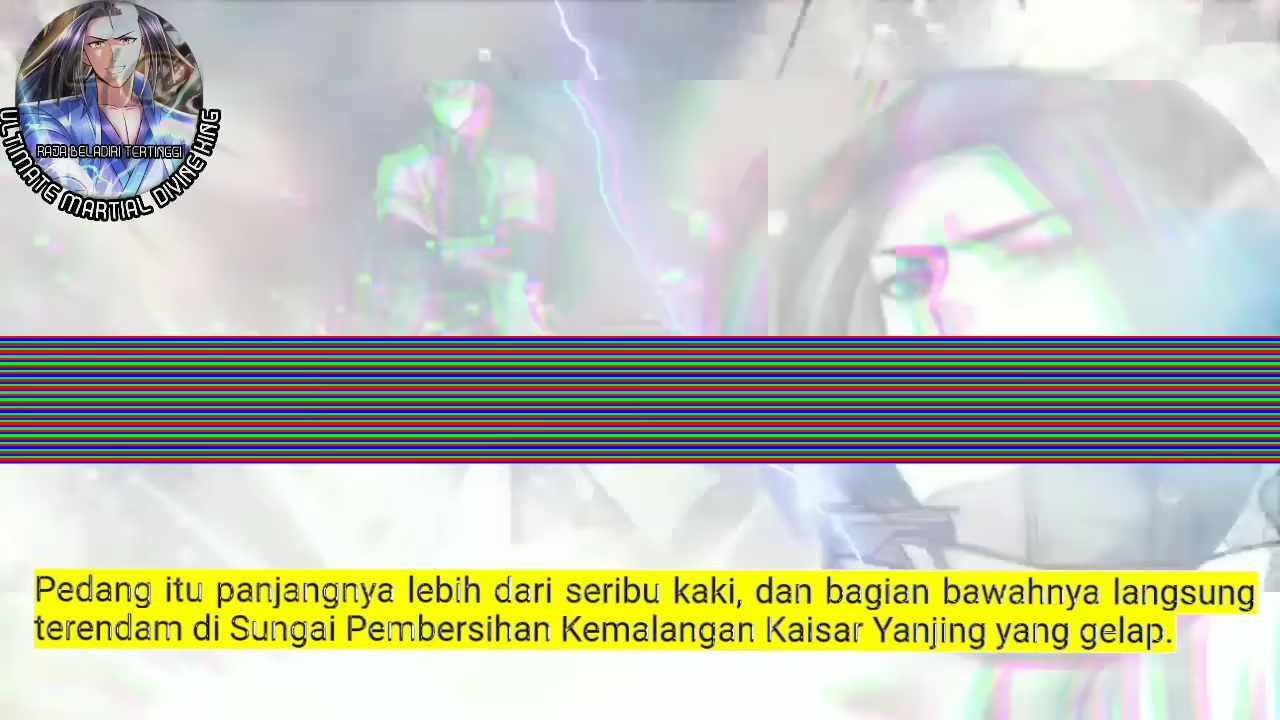 RAJA BELADIRI TERTINGGI
ULTIMATE MARTIAL DIVINE KING
Pedang itu panjangnya lebih dari seribu kaki, dan bagian bawahnya langsung
terendam di Sungai Pembersihan Kemalangan Kaisar Yanjing yang gelap.